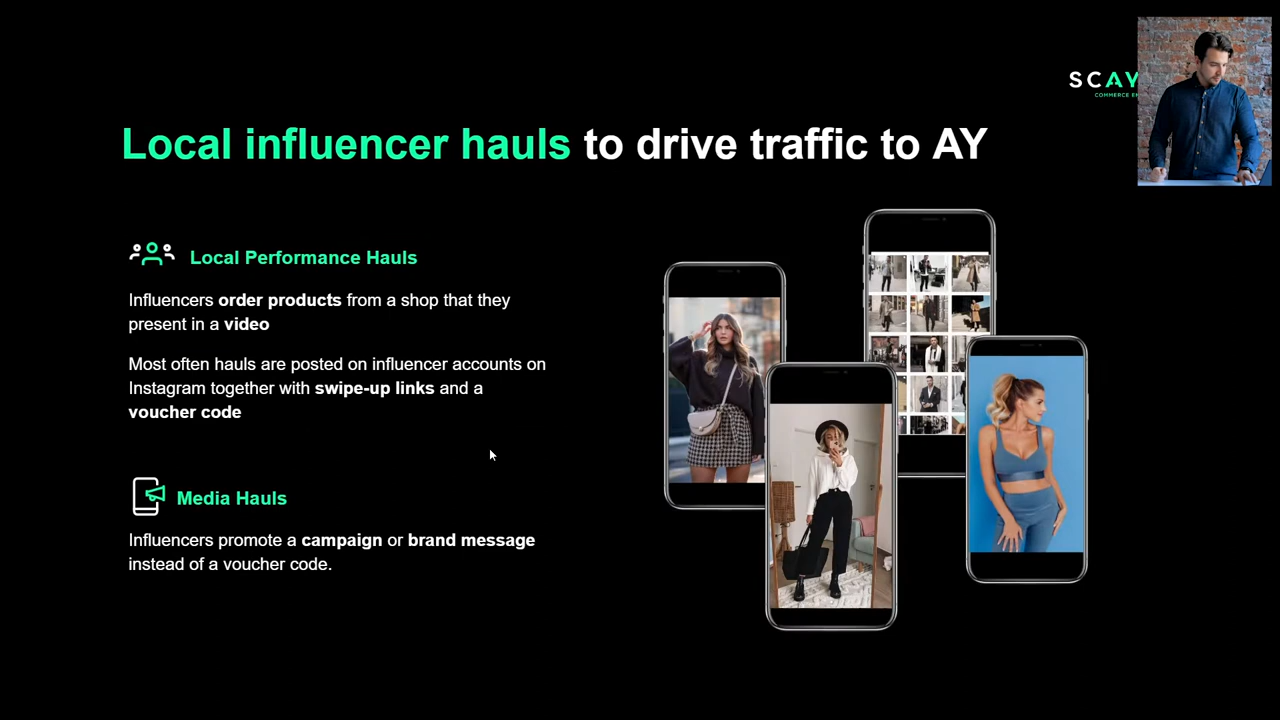 SCAY
COMMERCE E
Local influencer hauls to drive traffic to AY
Local Performance Hauls
Influencers order products from a shop that they
present in a video
Most often hauls are posted on influencer accounts on
Instagram together with swipe-up links and a
voucher code
Media Hauls
Influencers promote a campaign or brand message
instead of a voucher code.